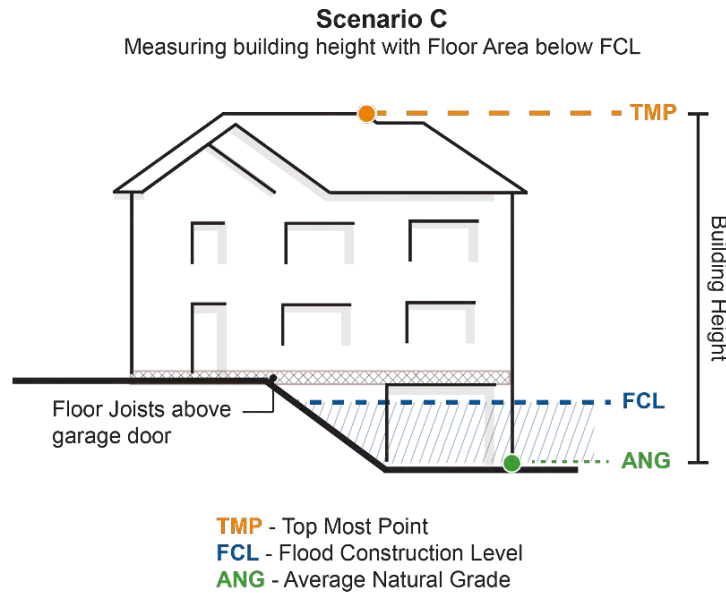 Scenario C
Measuring building height with Floor Area below FCL
TMP
Building Height
Floor Joists above
garage door
FCL
ANG
TMP - Top Most Point
FCL - Flood Construction Level
ANG - Average Natural Grade